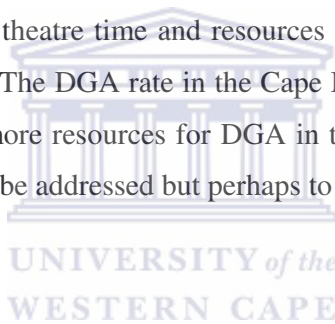 theatre time and resources
The DGA rate in the Cape
more resources for DGA in
be addressed but perhaps to
UNIVERSITY of the
WESTERN CAPE